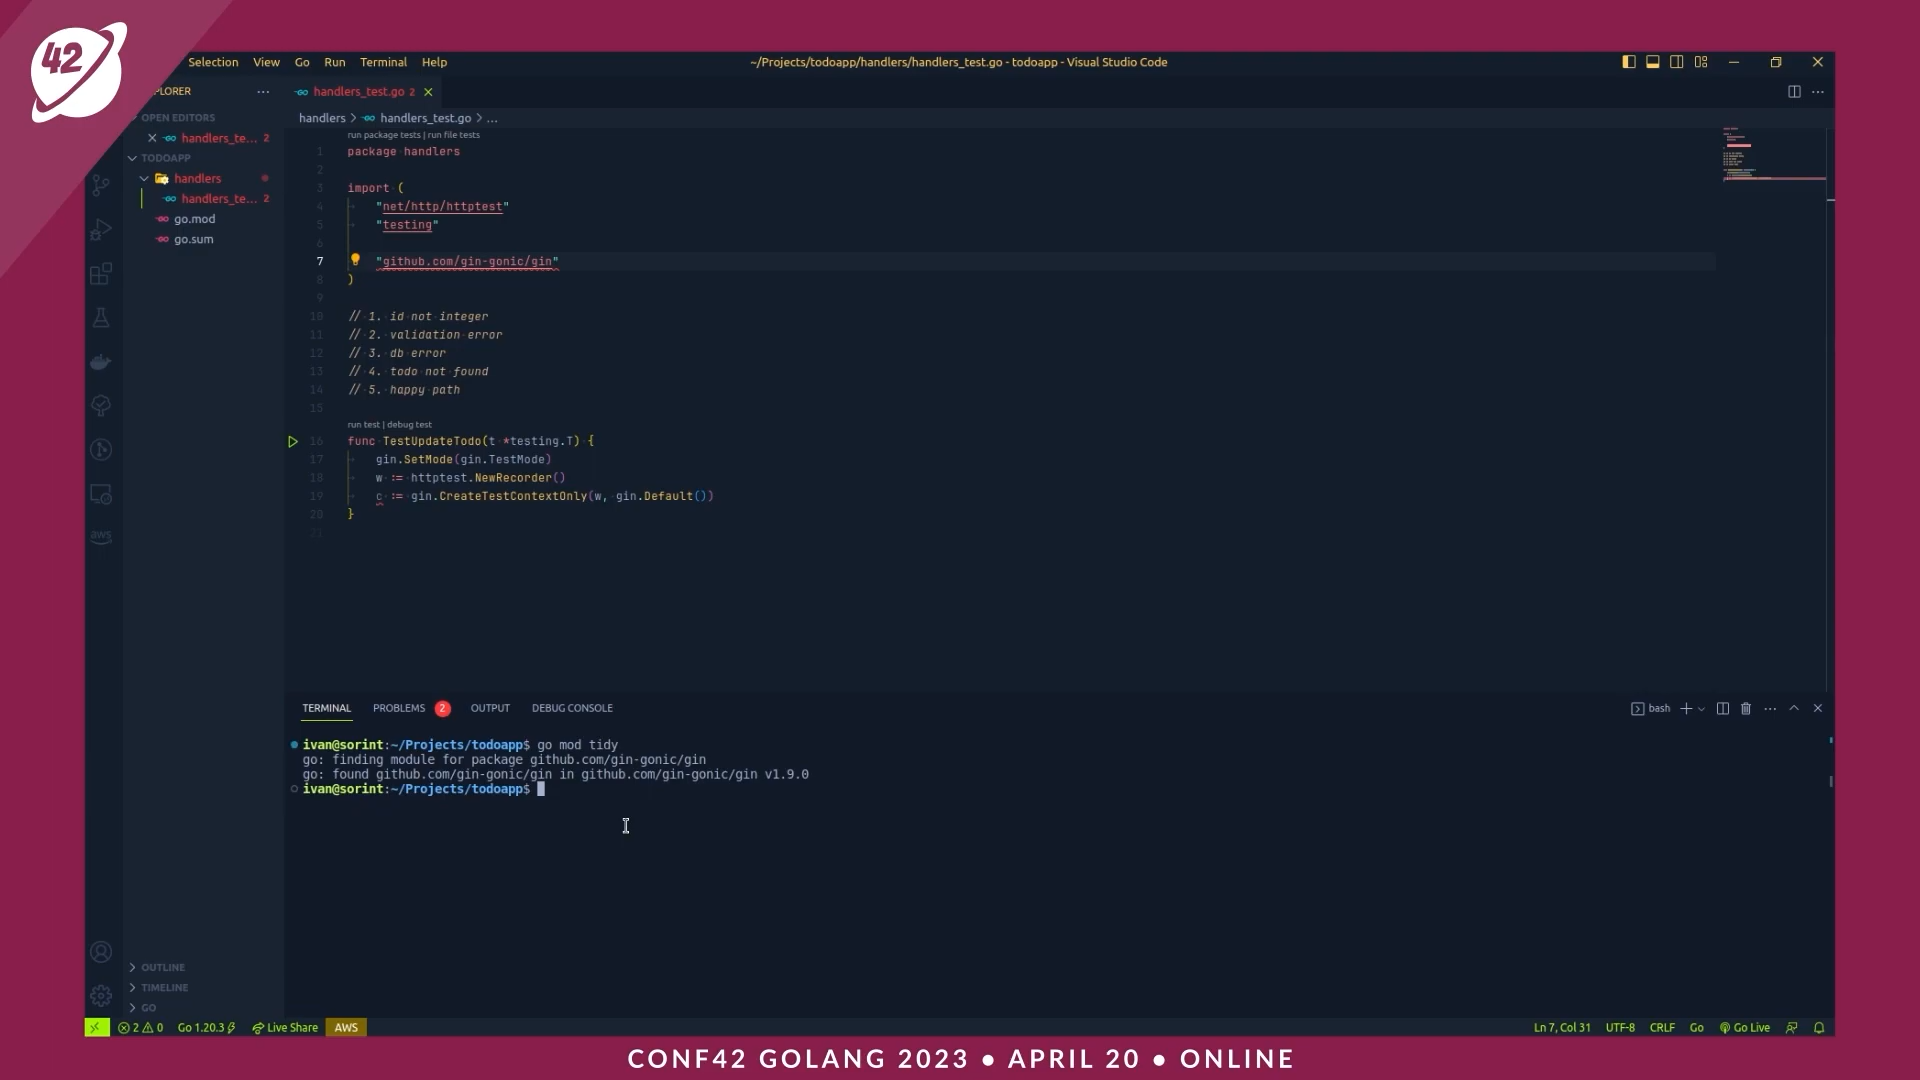 42
Selection View Go Run Terminal Help
~/Projects/todoapp/handlers/handlers_test.go - todoapp - Visual Studio Code
PLORER
handlers_test.go 2
OPEN EDITORS
handlers_te... 2
TODOAPP
handlers
handlers_te... 2
go.mod
go.sum
handlers > handlers_test.go > ...
run package tests | run file tests
1 package handlers
2
3 import (
4 "net/http/httptest"
5 "testing"
6
7 "github.com/gin-gonic/gin"
8 )
9
10 // 1. id not integer
11 // 2. validation error
12 // 3. db error
13 // 4. todo not found
14 // 5. happy path
15
run test | debug test
16 func TestUpdateTodo(t *testing.T) {
17 gin.SetMode(gin.TestMode)
18 w := httptest.NewRecorder()
19 c := gin.CreateTestContextOnly(w, gin.Default())
20 }
21
aws
TERMINAL PROBLEMS 2 OUTPUT DEBUG CONSOLE
bash
ivan@sorint:~/Projects/todoapp$ go mod tidy
go: finding module for package github.com/gin-gonic/gin
go: found github.com/gin-gonic/gin in github.com/gin-gonic/gin v1.9.0
ivan@sorint:~/Projects/todoapp$
OUTLINE
TIMELINE
GO
2 0 Go 1.20.3 Live Share AWS
Ln 7, Col 31 UTF-8 CRLF Go Go Live
CONF42 GOLANG 2023 ● APRIL 20 ● ONLINE